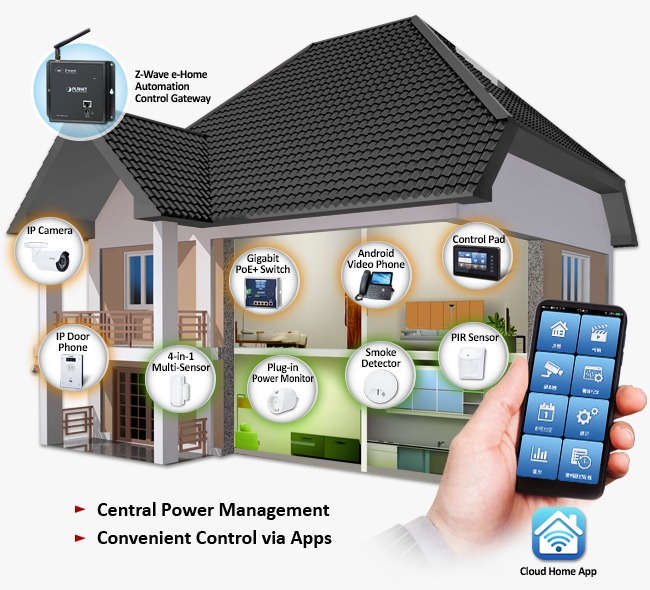 Z-Wave e-Home
Automation
Control Gateway
PLANET
IP Camera
Gigabit
PoE+ Switch
Android
Video Phone
Control Pad
IP Door
Phone
4-in-1
Multi-Sensor
Plug-in
Power Monitor
Smoke
Detector
PIR Sensor
► Central Power Management
► Convenient Control via Apps
Cloud Home App